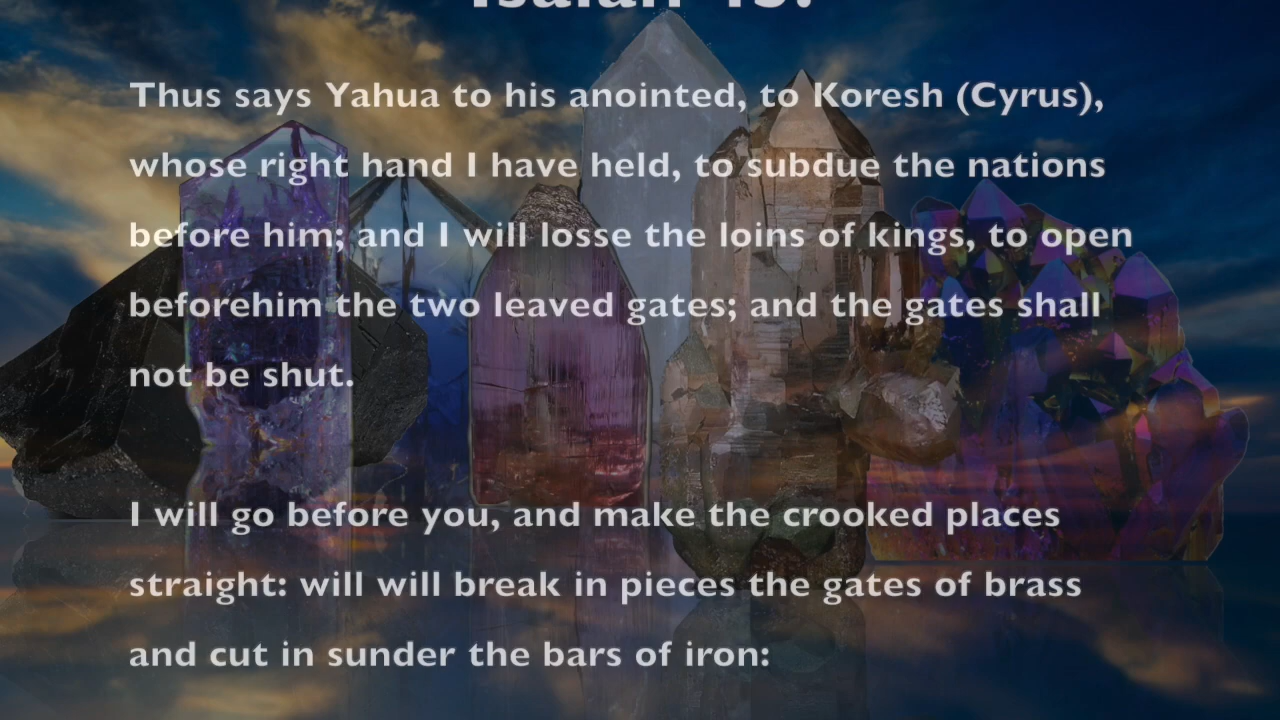 Isaiah 45:
Thus says Yahua to his anointed, to Koresh (Cyrus),
whose right hand I have held, to subdue the nations
before him; and I will losse the loins of kings, to open
beforehim the two leaved gates; and the gates shall
not be shut.
I will go before you, and make the crooked places
straight: will will break in pieces the gates of brass
and cut in sunder the bars of iron: